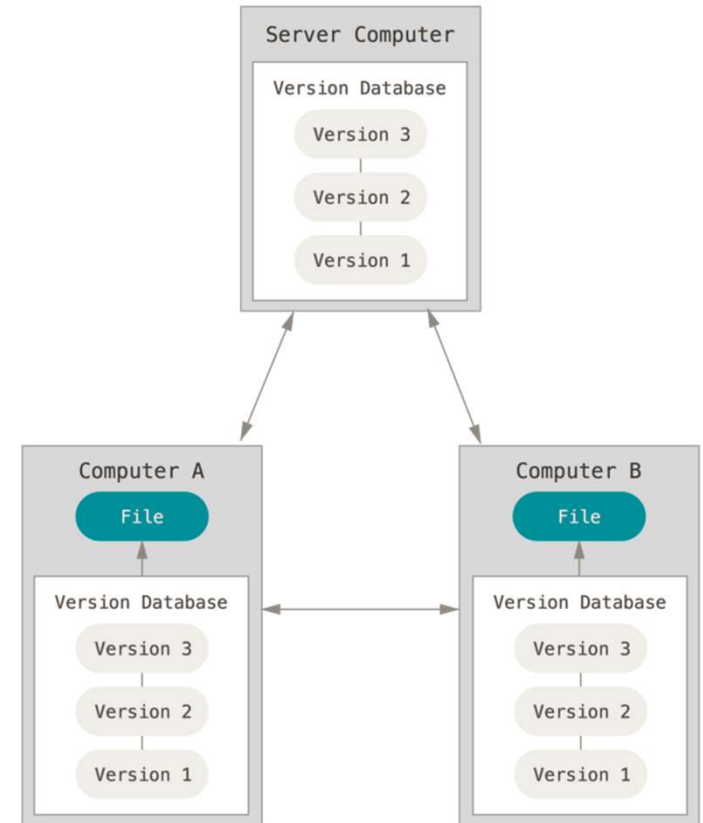 Server Computer
Version Database
Version 3
Version 2
Version 1
Computer A
File
Version Database
Version 3
Version 2
Version 1
Computer B
File
Version Database
Version 3
Version 2
Version 1